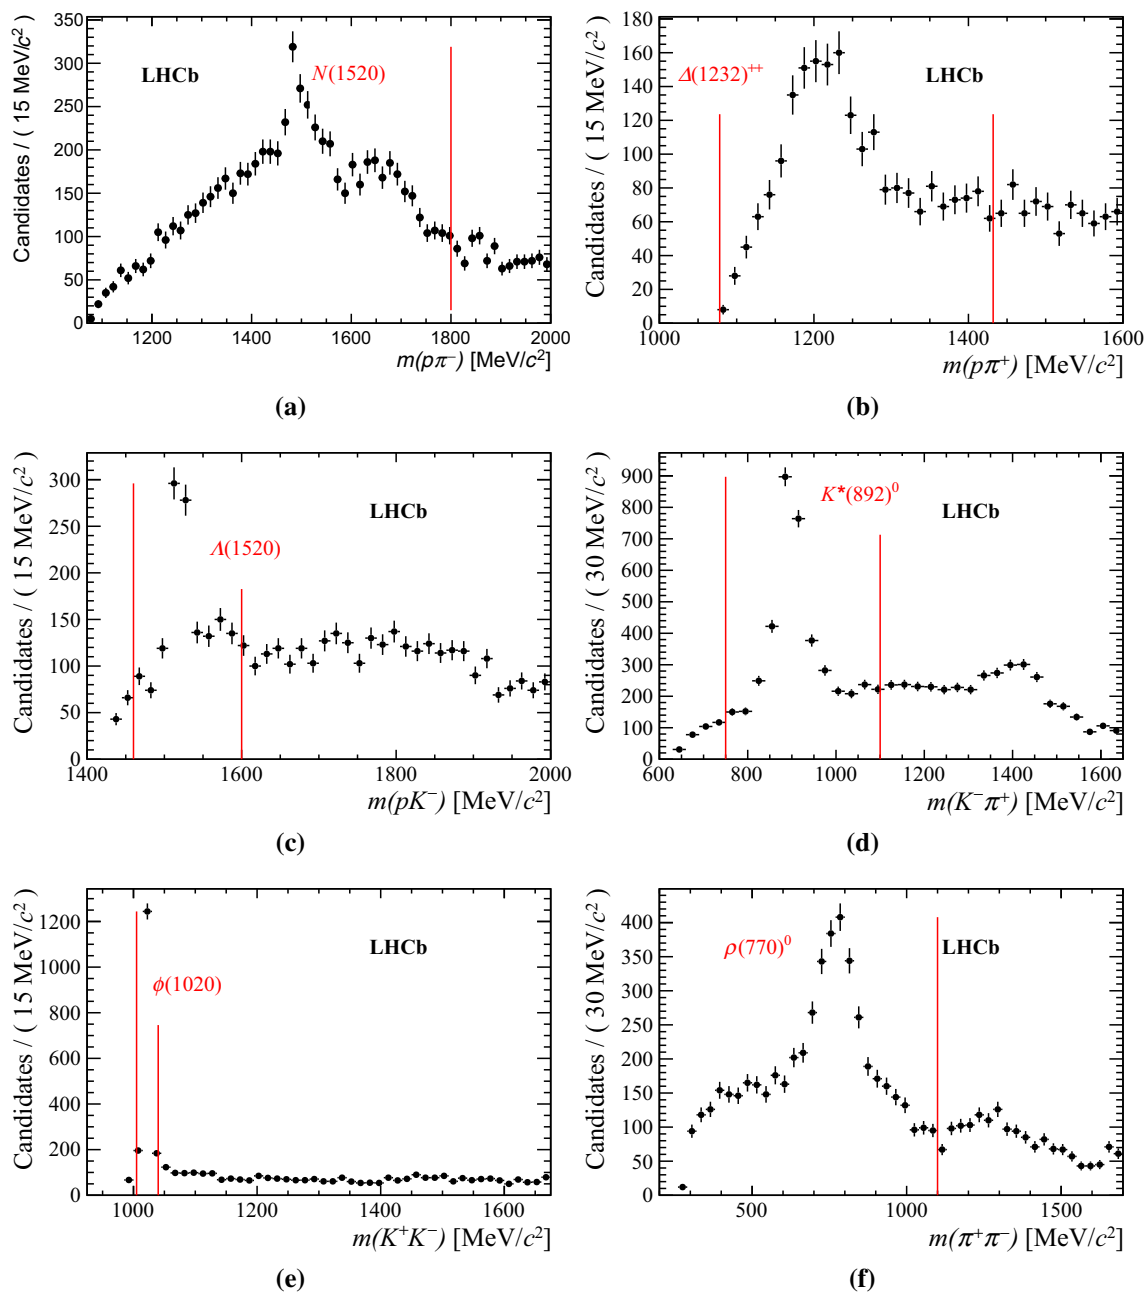 Candidates / ( 15 MeV/c²)
350
300
250
200
150
100
50
0
LHCb
N(1520)
1200 1400 1600 1800 2000
m(pπ⁻) [MeV/c²]
(a)
Candidates / ( 15 MeV/c²)
180
160
140
120
100
80
60
40
20
0
Δ(1232)⁺⁺
LHCb
1000 1200 1400 1600
m(pπ⁺) [MeV/c²]
(b)
Candidates / ( 15 MeV/c²)
300
250
200
150
100
50
0
LHCb
Λ(1520)
1400 1600 1800 2000
m(pK⁻) [MeV/c²]
(c)
Candidates / ( 30 MeV/c²)
900
800
700
600
500
400
300
200
100
0
K*(892)⁰
LHCb
600 800 1000 1200 1400 1600
m(K⁻π⁺) [MeV/c²]
(d)
Candidates / ( 15 MeV/c²)
1200
1000
800
600
400
200
0
LHCb
ϕ(1020)
1000 1200 1400 1600
m(K⁺K⁻) [MeV/c²]
(e)
Candidates / ( 30 MeV/c²)
400
350
300
250
200
150
100
50
0
ρ(770)⁰
LHCb
500 1000 1500
m(π⁺π⁻) [MeV/c²]
(f)